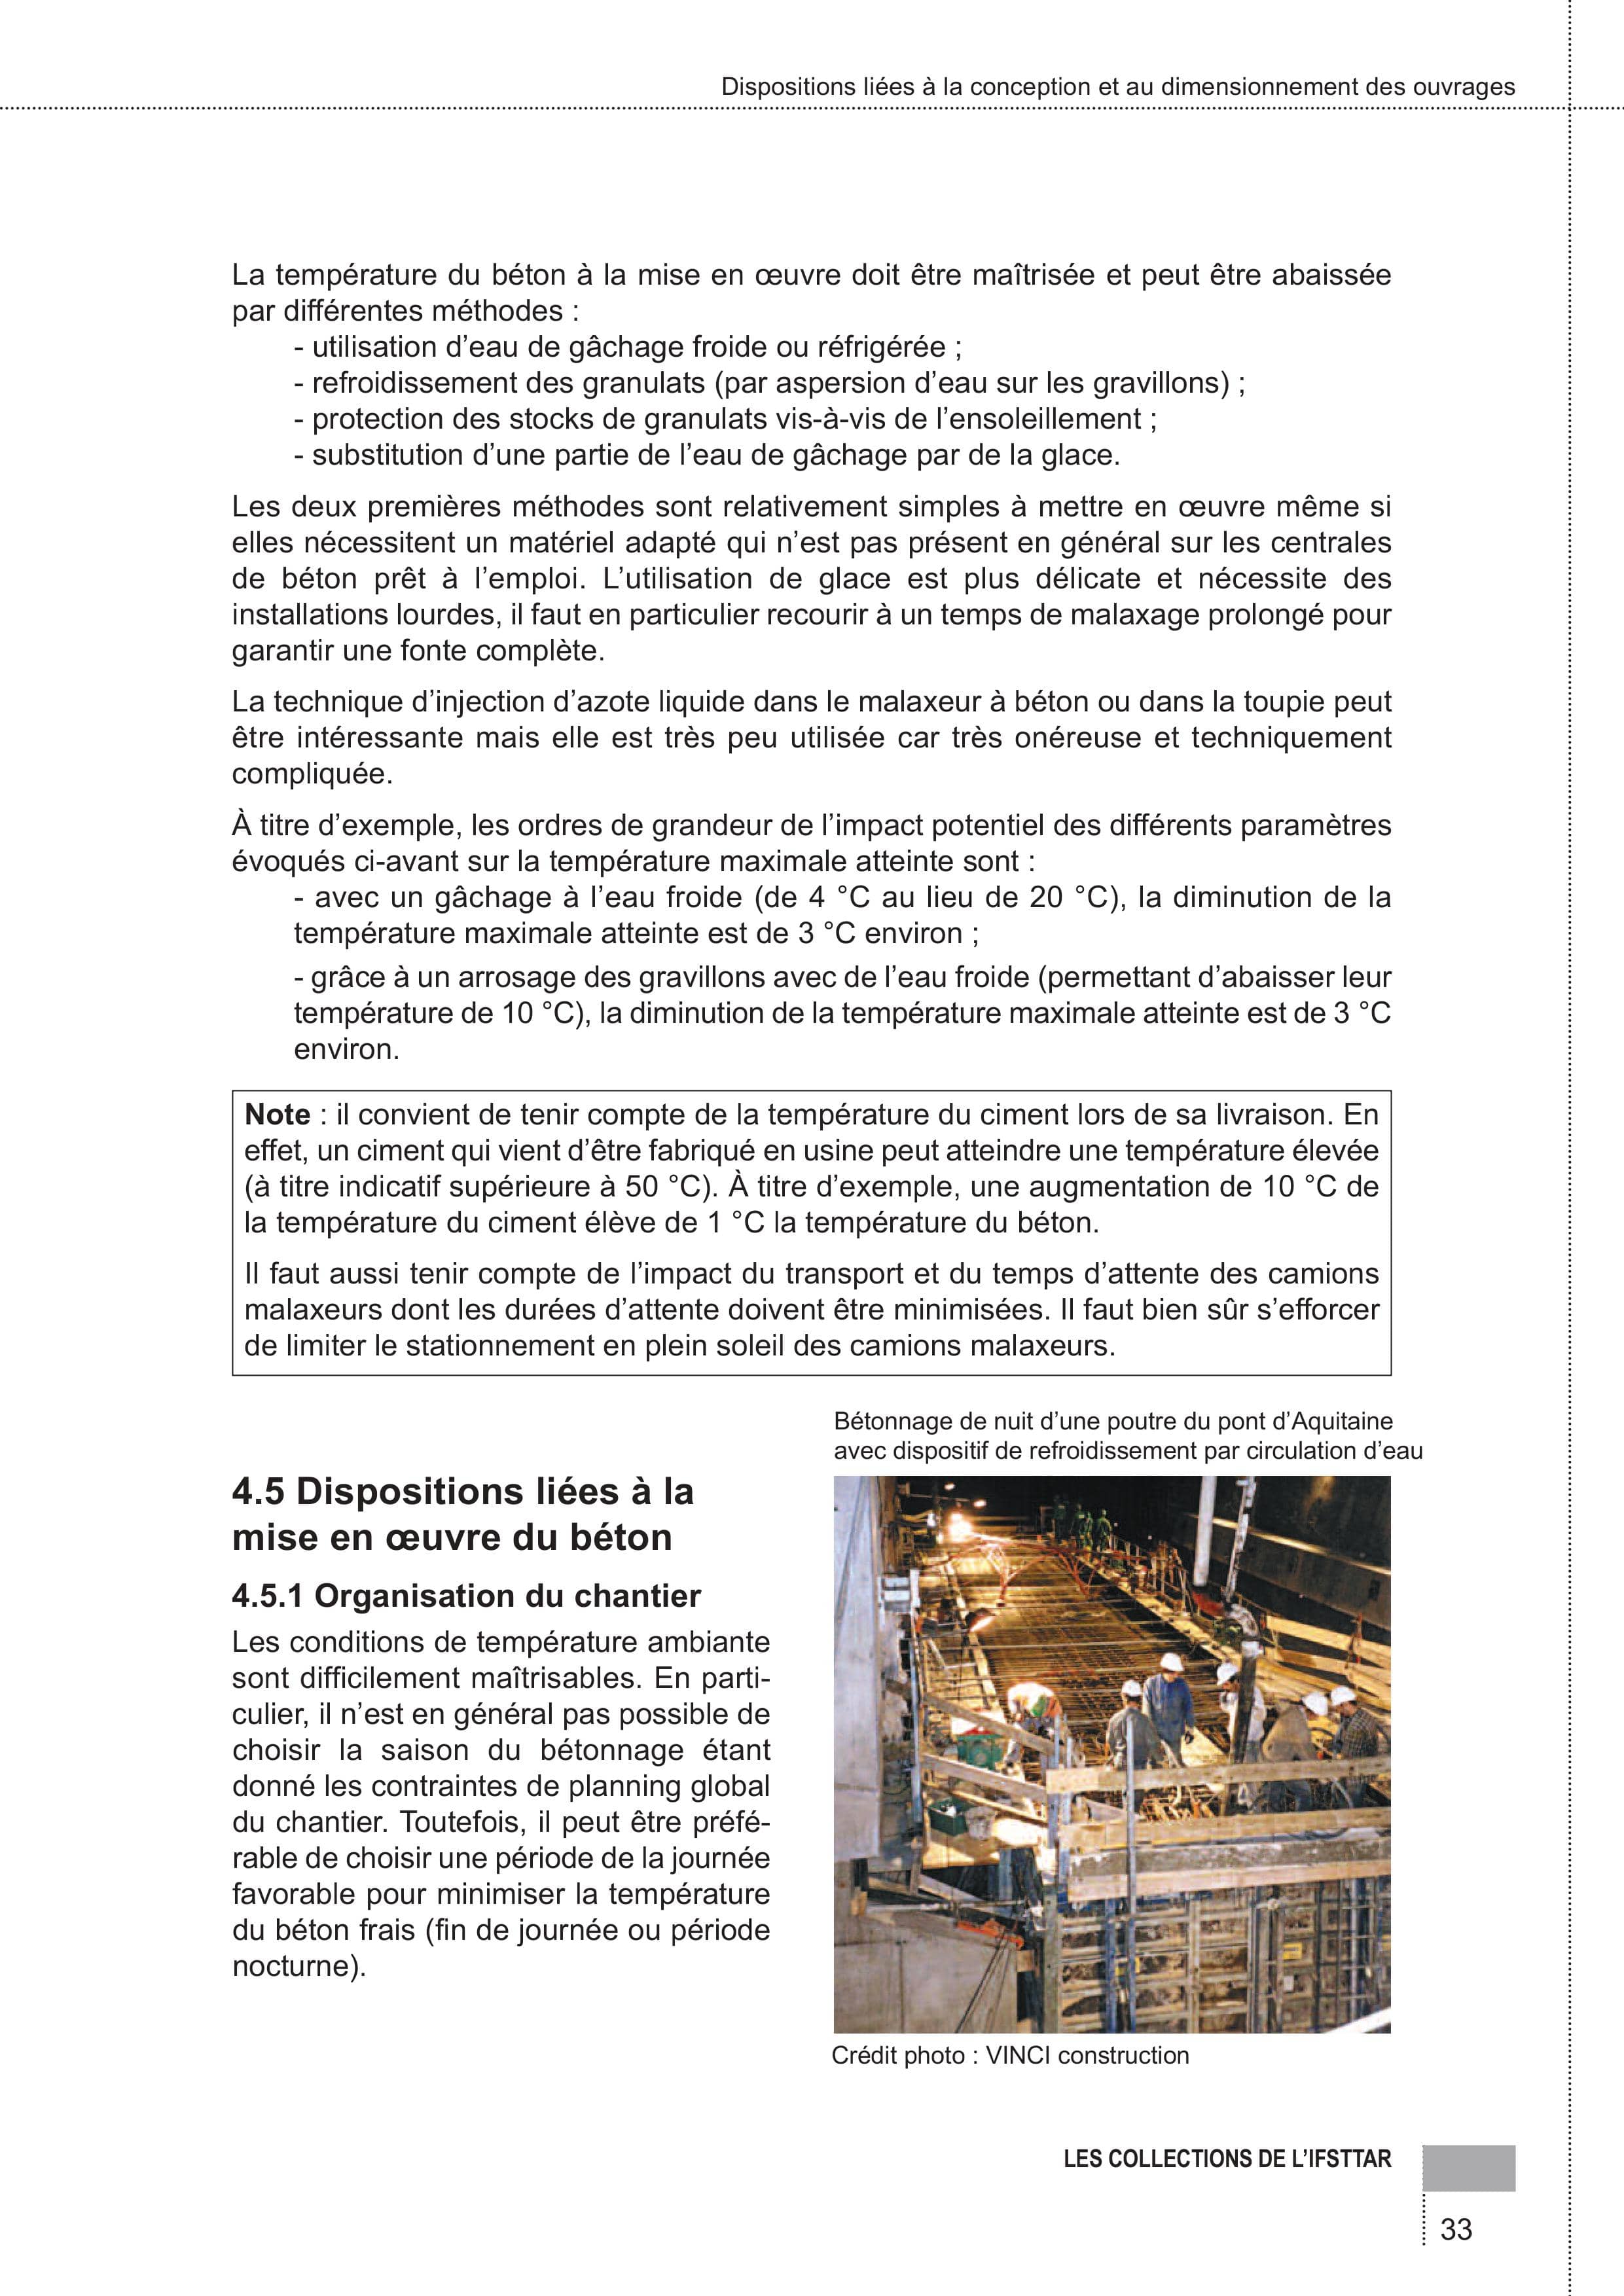 Dispositions liées à la conception et au dimensionnement des ouvrages
La température du béton à la mise en œuvre doit être maîtrisée et peut être abaissée
par différentes méthodes :
- utilisation d’eau de gâchage froide ou réfrigérée ;
- refroidissement des granulats (par aspersion d’eau sur les gravillons) ;
- protection des stocks de granulats vis-à-vis de l’ensoleillement ;
- substitution d’une partie de l’eau de gâchage par de la glace.
Les deux premières méthodes sont relativement simples à mettre en œuvre même si
elles nécessitent un matériel adapté qui n’est pas présent en général sur les centrales
de béton prêt à l’emploi. L’utilisation de glace est plus délicate et nécessite des
installations lourdes, il faut en particulier recourir à un temps de malaxage prolongé pour
garantir une fonte complète.
La technique d’injection d’azote liquide dans le malaxeur à béton ou dans la toupie peut
être intéressante mais elle est très peu utilisée car très onéreuse et techniquement
compliquée.
À titre d’exemple, les ordres de grandeur de l’impact potentiel des différents paramètres
évoqués ci-avant sur la température maximale atteinte sont :
- avec un gâchage à l’eau froide (de 4 °C au lieu de 20 °C), la diminution de la
température maximale atteinte est de 3 °C environ ;
- grâce à un arrosage des gravillons avec de l’eau froide (permettant d’abaisser leur
température de 10 °C), la diminution de la température maximale atteinte est de 3 °C
environ.
Note : il convient de tenir compte de la température du ciment lors de sa livraison. En
effet, un ciment qui vient d’être fabriqué en usine peut atteindre une température élevée
(à titre indicatif supérieure à 50 °C). À titre d’exemple, une augmentation de 10 °C de
la température du ciment élève de 1 °C la température du béton.
Il faut aussi tenir compte de l’impact du transport et du temps d’attente des camions
malaxeurs dont les durées d’attente doivent être minimisées. Il faut bien sûr s’efforcer
de limiter le stationnement en plein soleil des camions malaxeurs.
4.5 Dispositions liées à la
mise en œuvre du béton
4.5.1 Organisation du chantier
Les conditions de température ambiante
sont difficilement maîtrisables. En parti-
culier, il n’est en général pas possible de
choisir la saison du bétonnage étant
donné les contraintes de planning global
du chantier. Toutefois, il peut être préfé-
rable de choisir une période de la journée
favorable pour minimiser la température
du béton frais (fin de journée ou période
nocturne).
Bétonnage de nuit d’une poutre du pont d’Aquitaine
avec dispositif de refroidissement par circulation d’eau
Crédit photo : VINCI construction
LES COLLECTIONS DE L’IFSTTAR
33